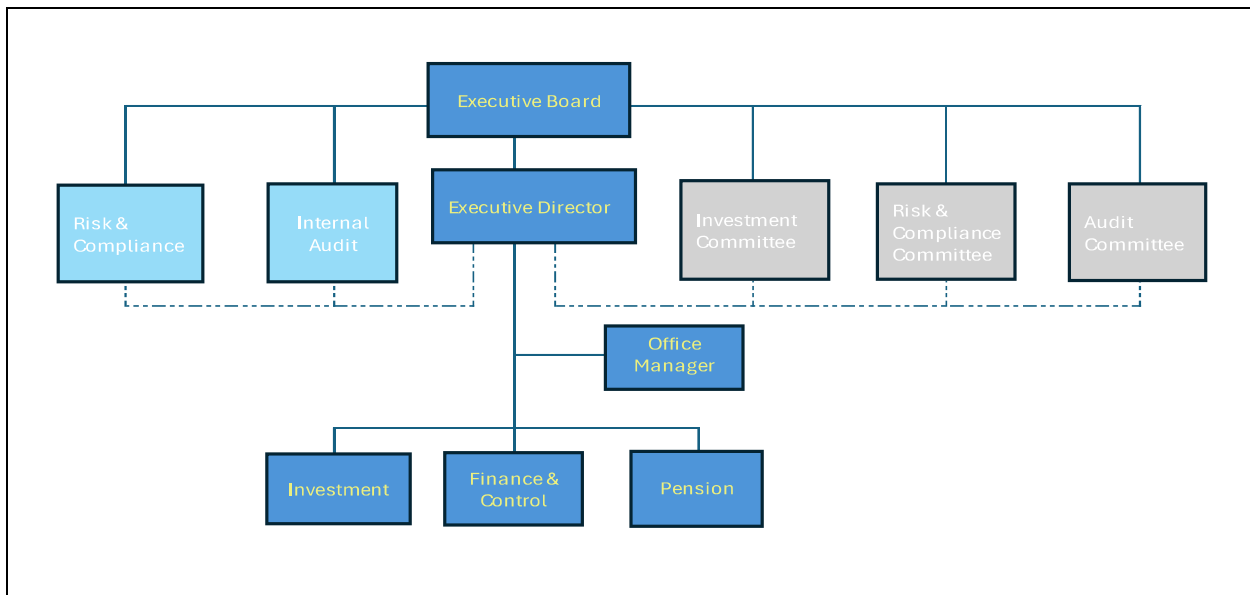 Executive Board
Risk &
Compliance
Internal
Audit
Executive Director
Investment
Committee
Risk &
Compliance
Committee
Audit
Committee
Office
Manager
Investment
Finance &
Control
Pension